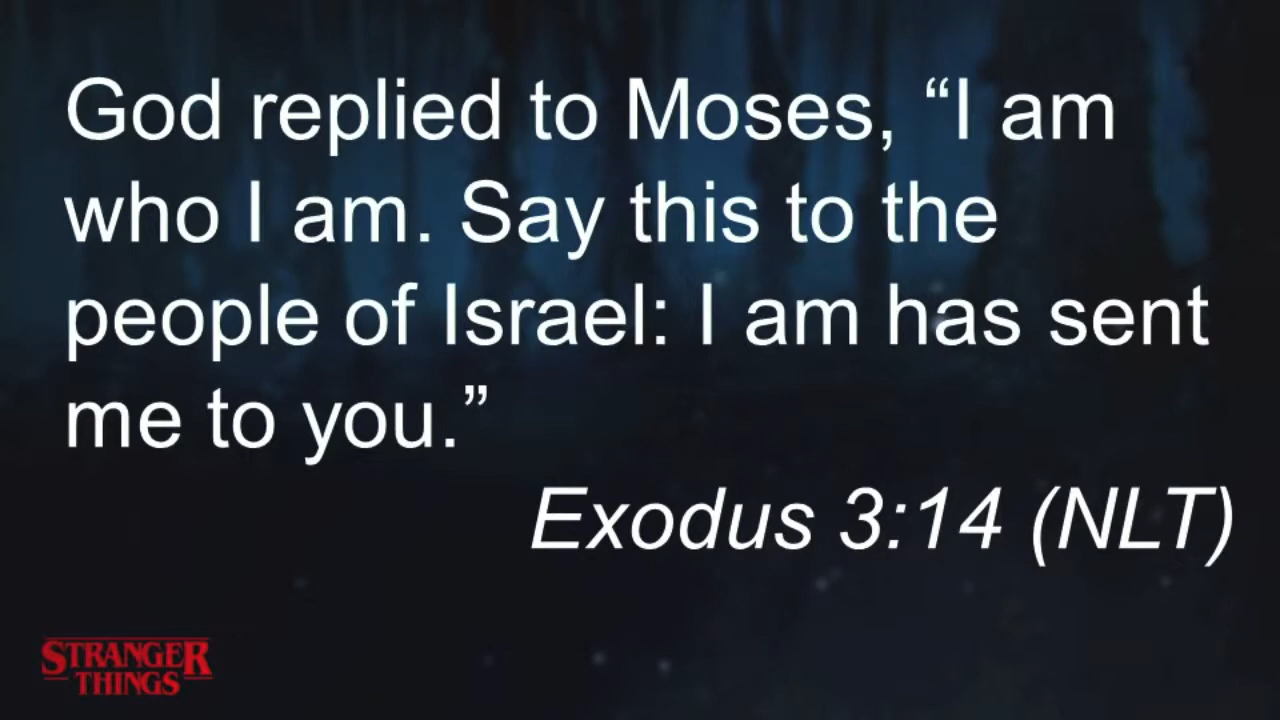 God replied to Moses, “I am
who I am. Say this to the
people of Israel: I am has sent
me to you.”
Exodus 3:14 (NLT)
STRANGER
THINGS